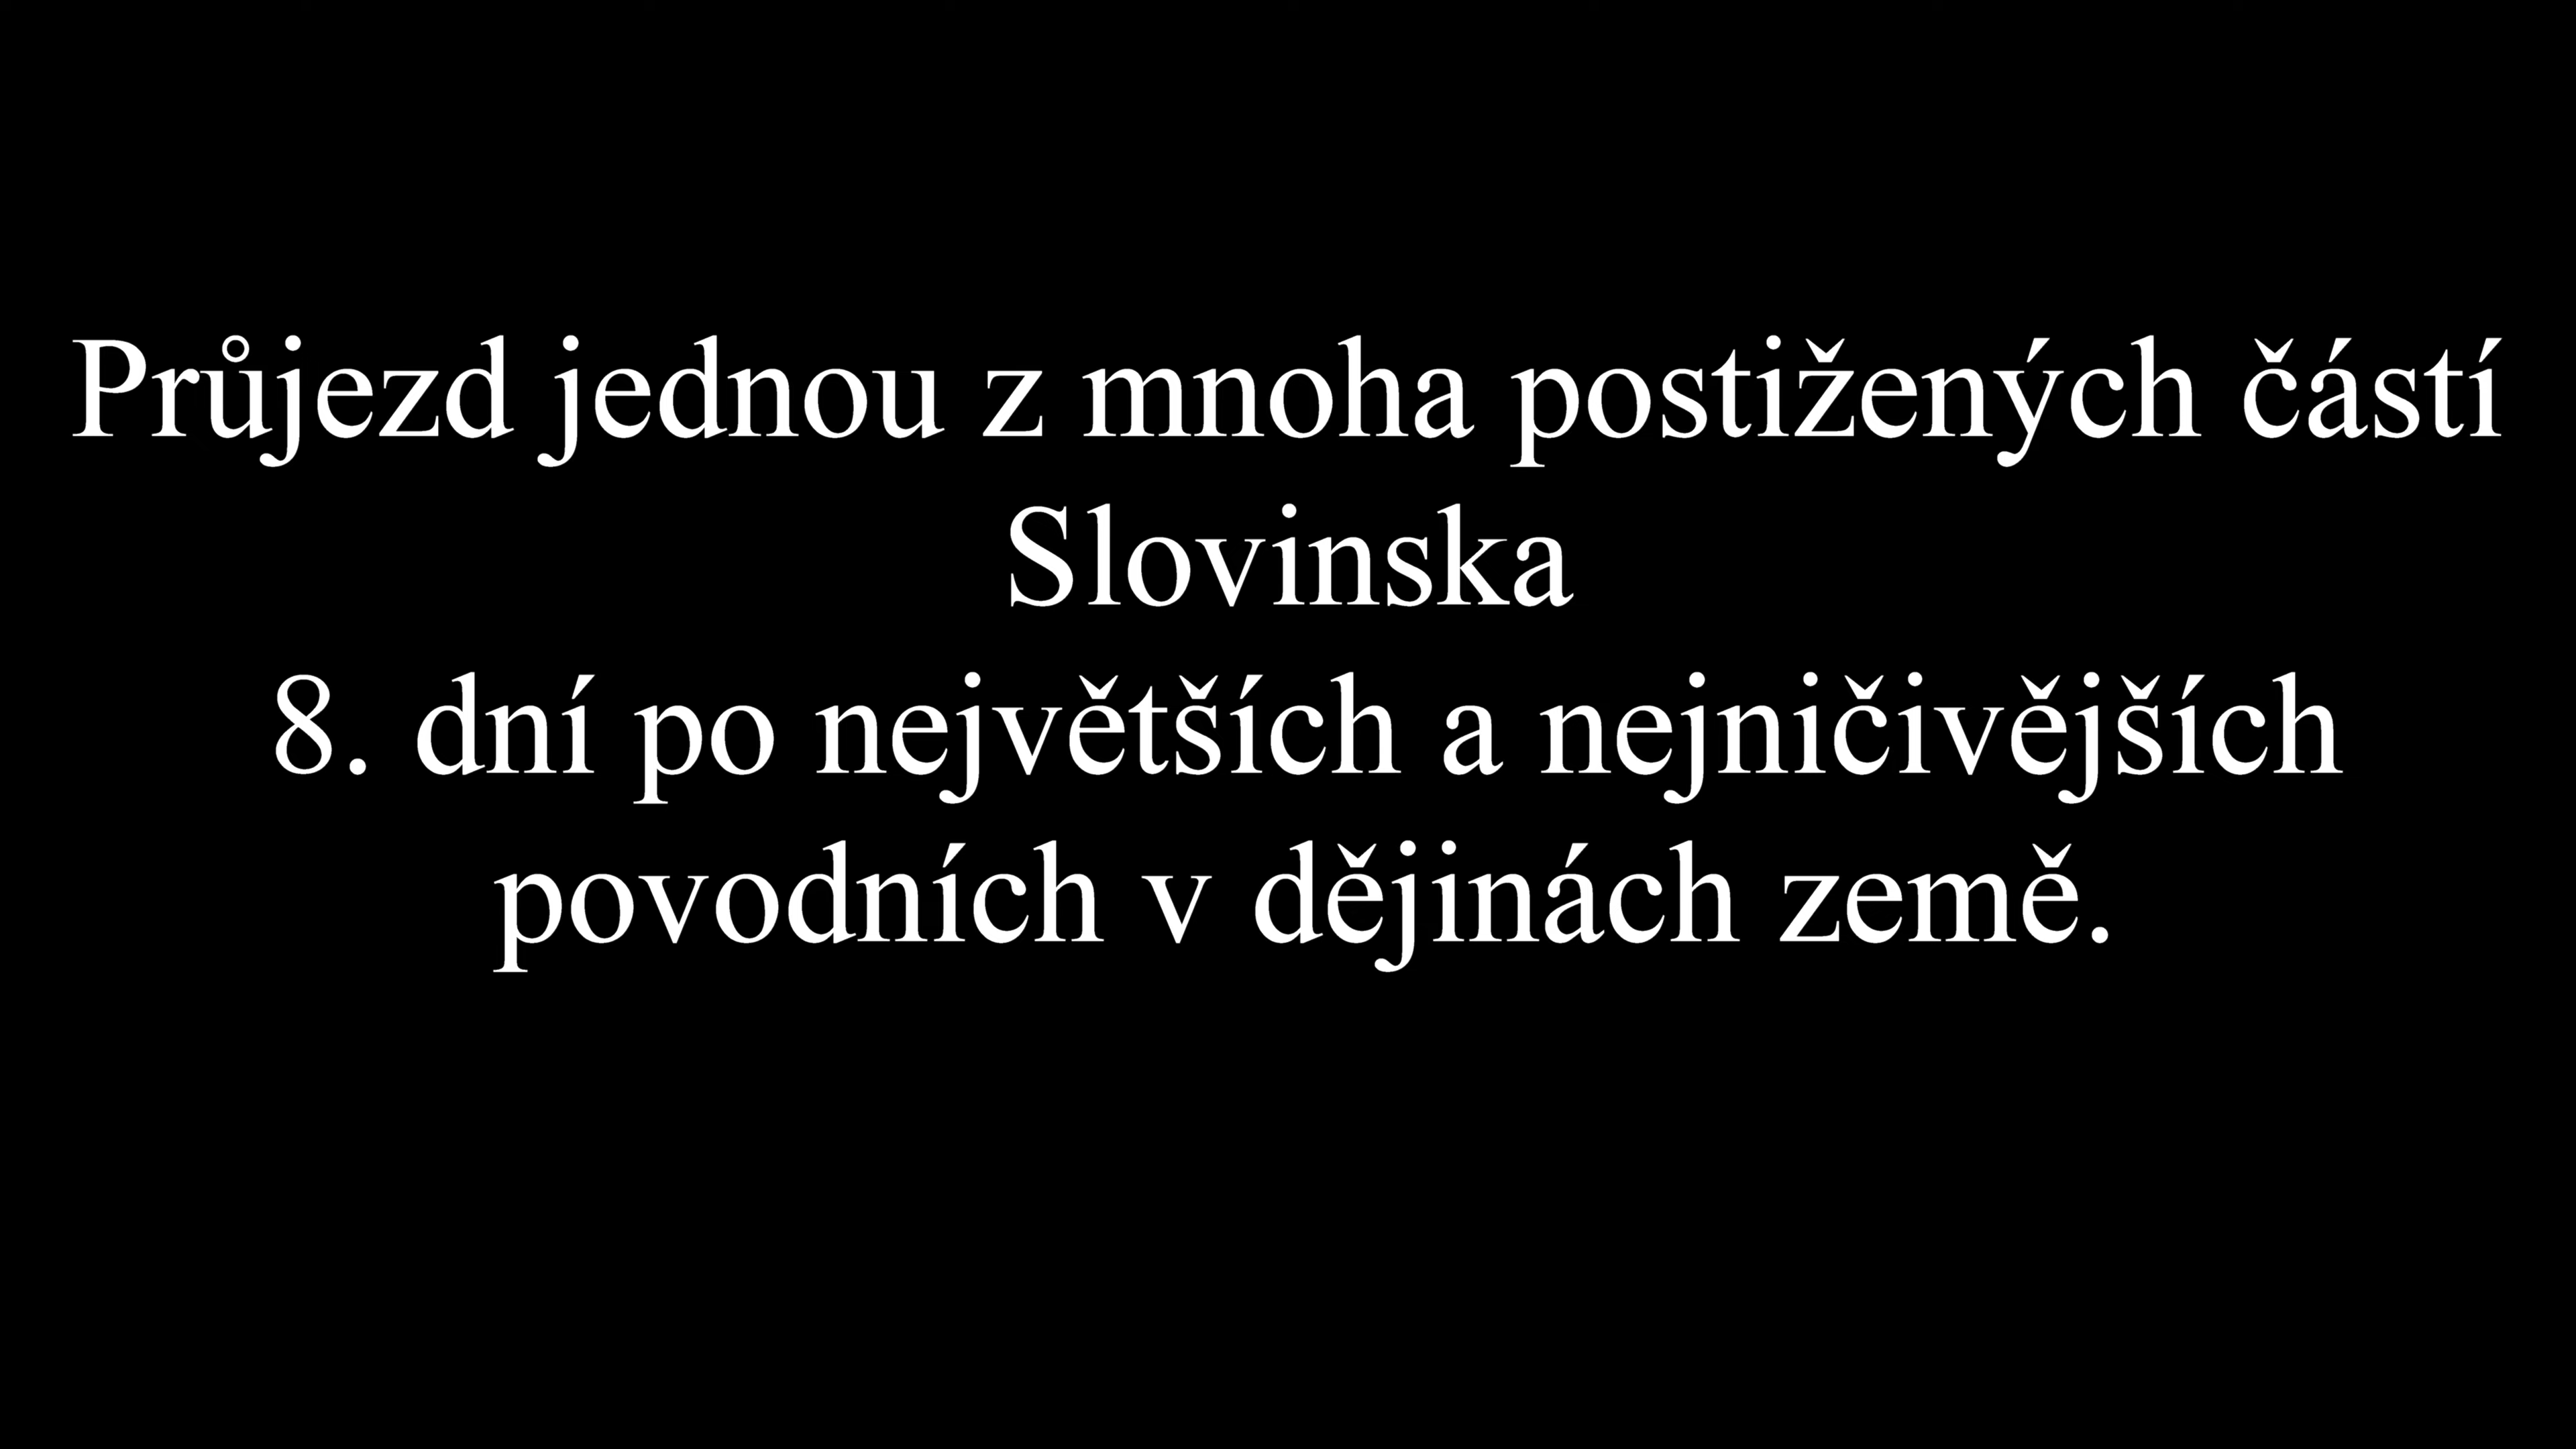 Průjezd jednou z mnoha postižených částí
Slovinska
8. dní po největších a nejničivějších
povodních v dějinách země.